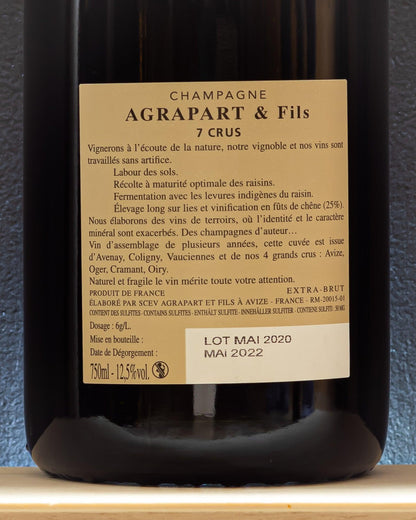 CHAMPAGNE
AGRAPART & Fils
7 CRUS
Vignerons à l'écoute de la nature, notre vignoble et nos vins sont
travaillés sans artifice.
Labour des sols.
Récolte à maturité optimale des raisins.
Fermentation avec les levures indigènes du raisin.
Élevage long sur lies et vinification en fûts de chêne (25%).
Nous élaborons des vins de terroirs, où l'identité et le caractère
minéral sont exacerbés. Des champagnes d'auteur…
Vin d'assemblage de plusieurs années, cette cuvée est issue
d'Avenay, Coligny, Vauciennes et de nos 4 grands crus : Avize,
Oger, Cramant, Oiry.
Naturel et fragile le vin mérite toute votre attention.
EXTRA-BRUT
PRODUIT DE FRANCE
ÉLABORÉ PAR SCEV AGRAPART ET FILS À AVIZE - FRANCE - RM-20015-01
CONTIENT DES SULFITES - CONTAINS SULFITES - ENTHÄLT SULFITE - INNEHÅLLER SULFITER - CONTIENE SULFITI : 30 MG
Dosage : 6g/L.
Mise en bouteille : LOT MAI 2020
Date de Dégorgement : MAI 2022
750ml - 12,5%vol.